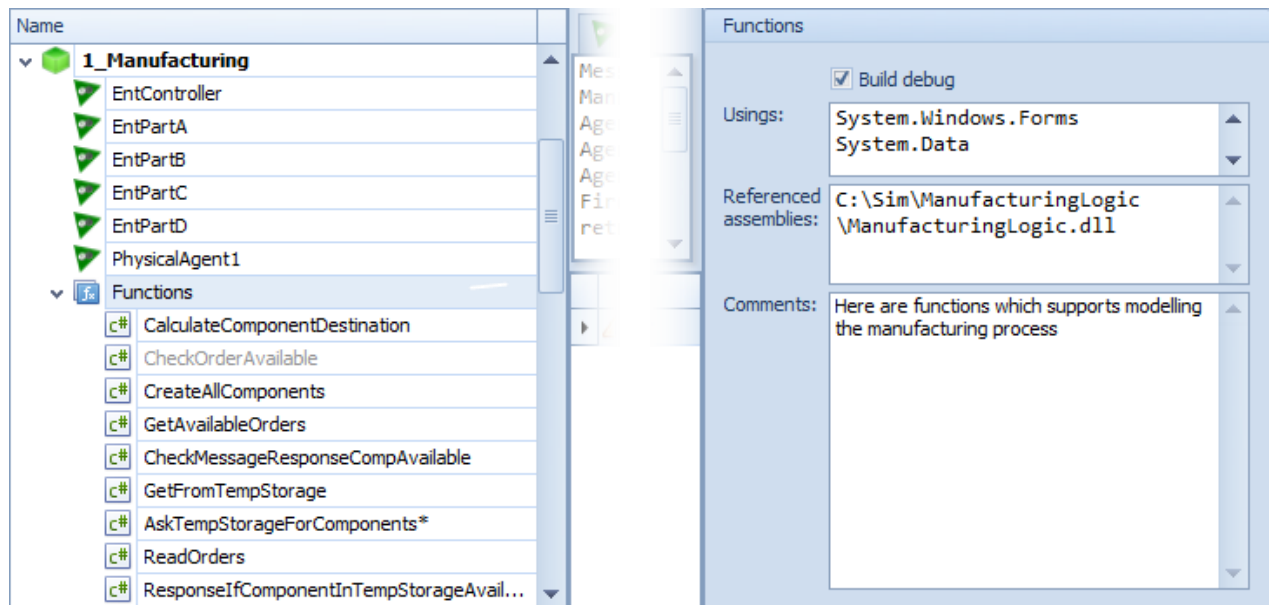 Name
1_Manufacturing
EntController
EntPartA
EntPartB
EntPartC
EntPartD
PhysicalAgent1
Functions
c# CalculateComponentDestination
c# CheckOrderAvailable
c# CreateAllComponents
c# GetAvailableOrders
c# CheckMessageResponseCompAvailable
c# GetFromTempStorage
c# AskTempStorageForComponents*
c# ReadOrders
c# ResponseIfComponentInTempStorageAvail...
Mes
Man
Age
Age
Age
Fin
ret
Functions
Build debug
Usings:
System.Windows.Forms
System.Data
Referenced assemblies:
C:\Sim\ManufacturingLogic
\ManufacturingLogic.dll
Comments:
Here are functions which supports modelling
the manufacturing process